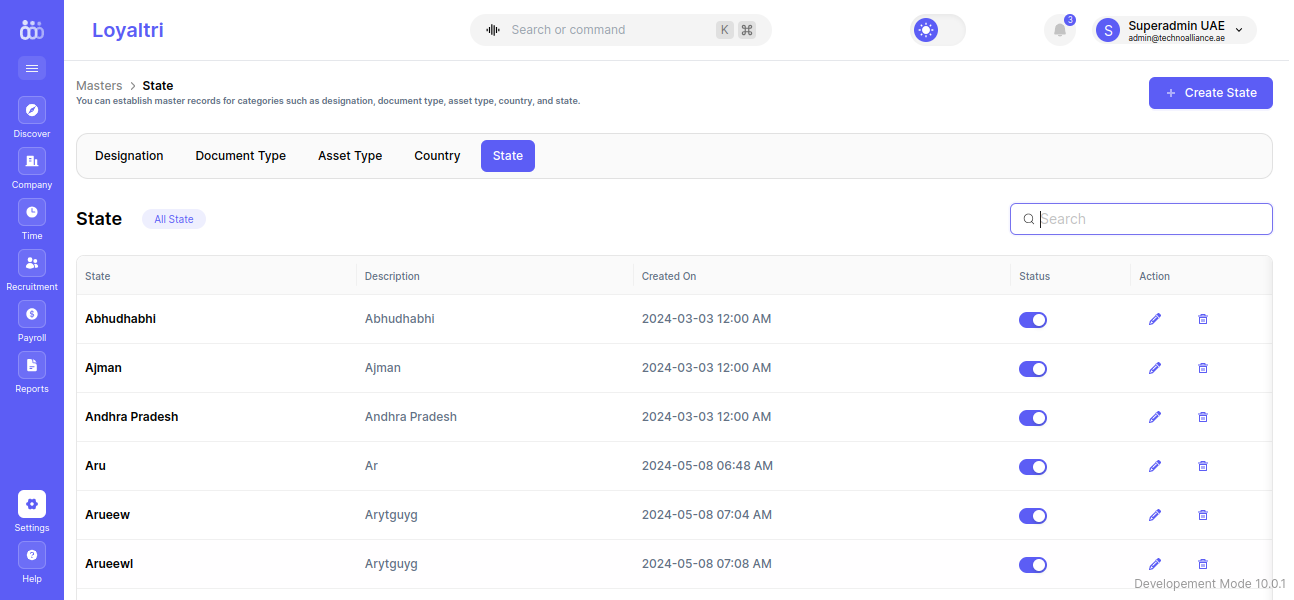 Loyaltri
Search or command
K ⌘
3
S
Superadmin UAE
admin@technoalliance.ae
Discover
Company
Time
Recruitment
Payroll
Reports
Settings
Help
Masters > State
You can establish master records for categories such as designation, document type, asset type, country, and state.
+ Create State
Designation Document Type Asset Type Country State
State All State
Search
State Description Created On Status Action
Abhudhabhi Abhudhabhi 2024-03-03 12:00 AM
Ajman Ajman 2024-03-03 12:00 AM
Andhra Pradesh Andhra Pradesh 2024-03-03 12:00 AM
Aru Ar 2024-05-08 06:48 AM
Arueew Arytguyg 2024-05-08 07:04 AM
Arueewl Arytguyg 2024-05-08 07:08 AM
Developement Mode 10.0.1